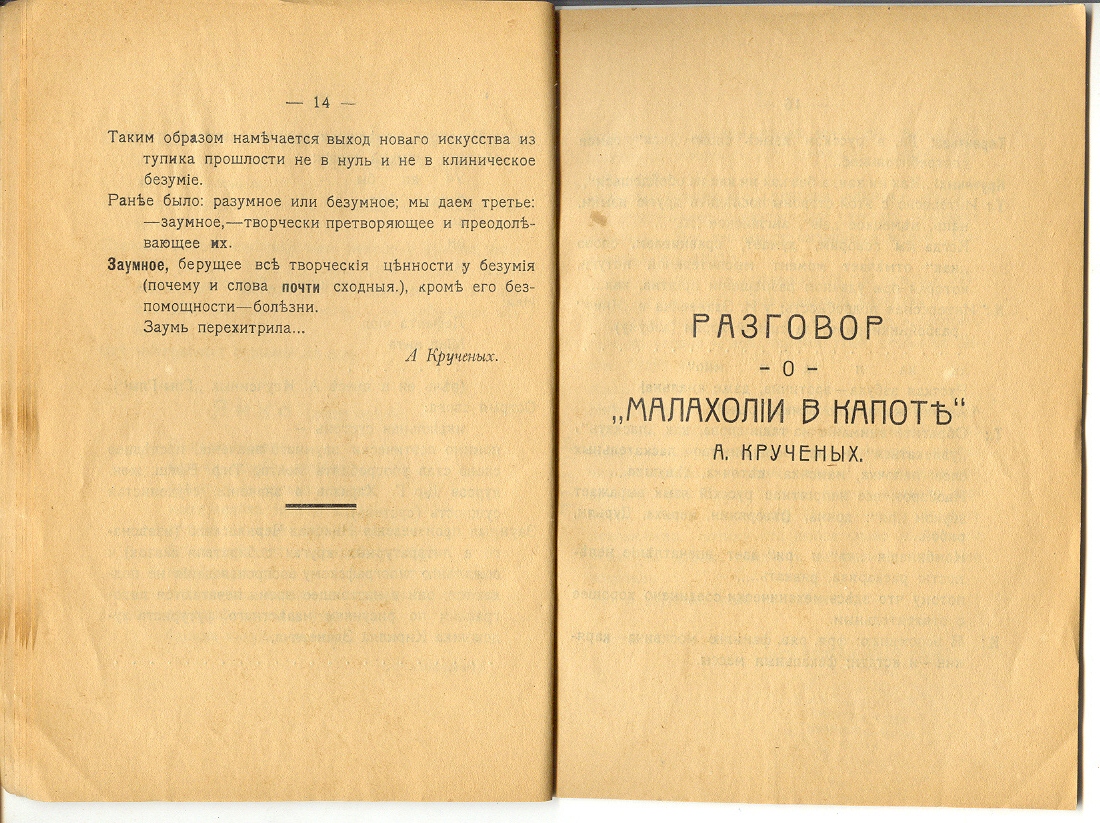 — 14 —
Таким образом намѣчается выход новаго искусства из
тупика прошлости не в нуль и не в клиническое
безуміе.
Ранѣе было: разумное или безумное; мы даем третье:
—заумное,—творчески претворяющее и преодолѣ-
вающее их.
Заумное, берущее всѣ творческія цѣнности у безумія
(почему и слова почти сходныя.), кромѣ его без-
помощности—болѣзни.
Заумь перехитрила...
А Крученых.
РАЗГОВОР
- О -
„МАЛАХОЛІИ В КАПОТѢ“
А. КРУЧЕНЫХ.